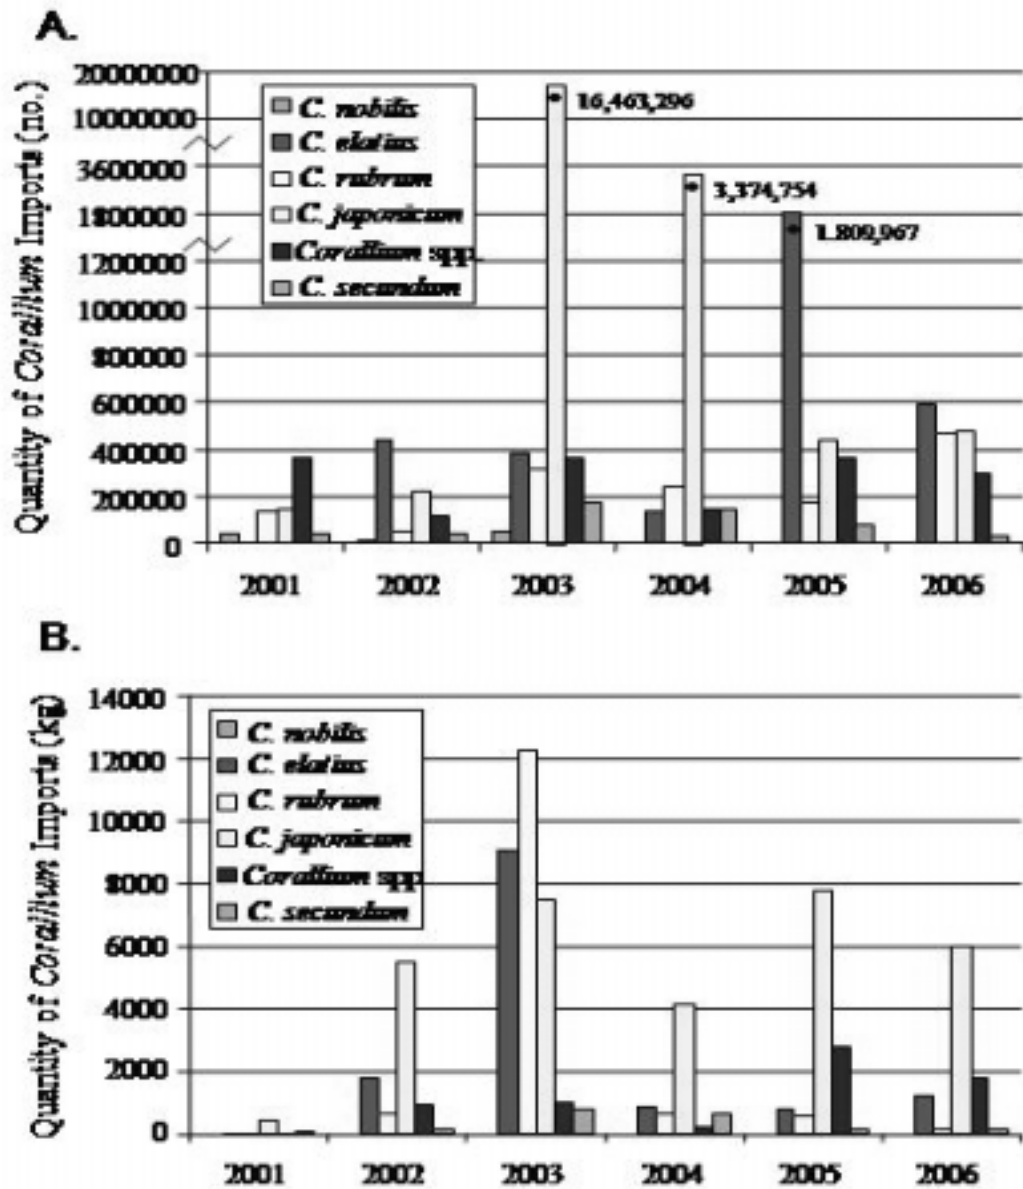 A.
Quantity of Corallium Imports (no.)
20000000
10000000
3600000
1800000
1200000
1000000
800000
600000
400000
200000
0
C. nobilis
C. elatius
C. rubrum
C. japonicum
Corallium spp.
C. secundum
16,463,296
3,374,754
1.809,967
2001 2002 2003 2004 2005 2006
B.
Quantity of Corallium Imports (kg)
14000
12000
10000
8000
6000
4000
2000
0
C. nobilis
C. elatius
C. rubrum
C. japonicum
Corallium spp
C. secundum
2001 2002 2003 2004 2005 2006